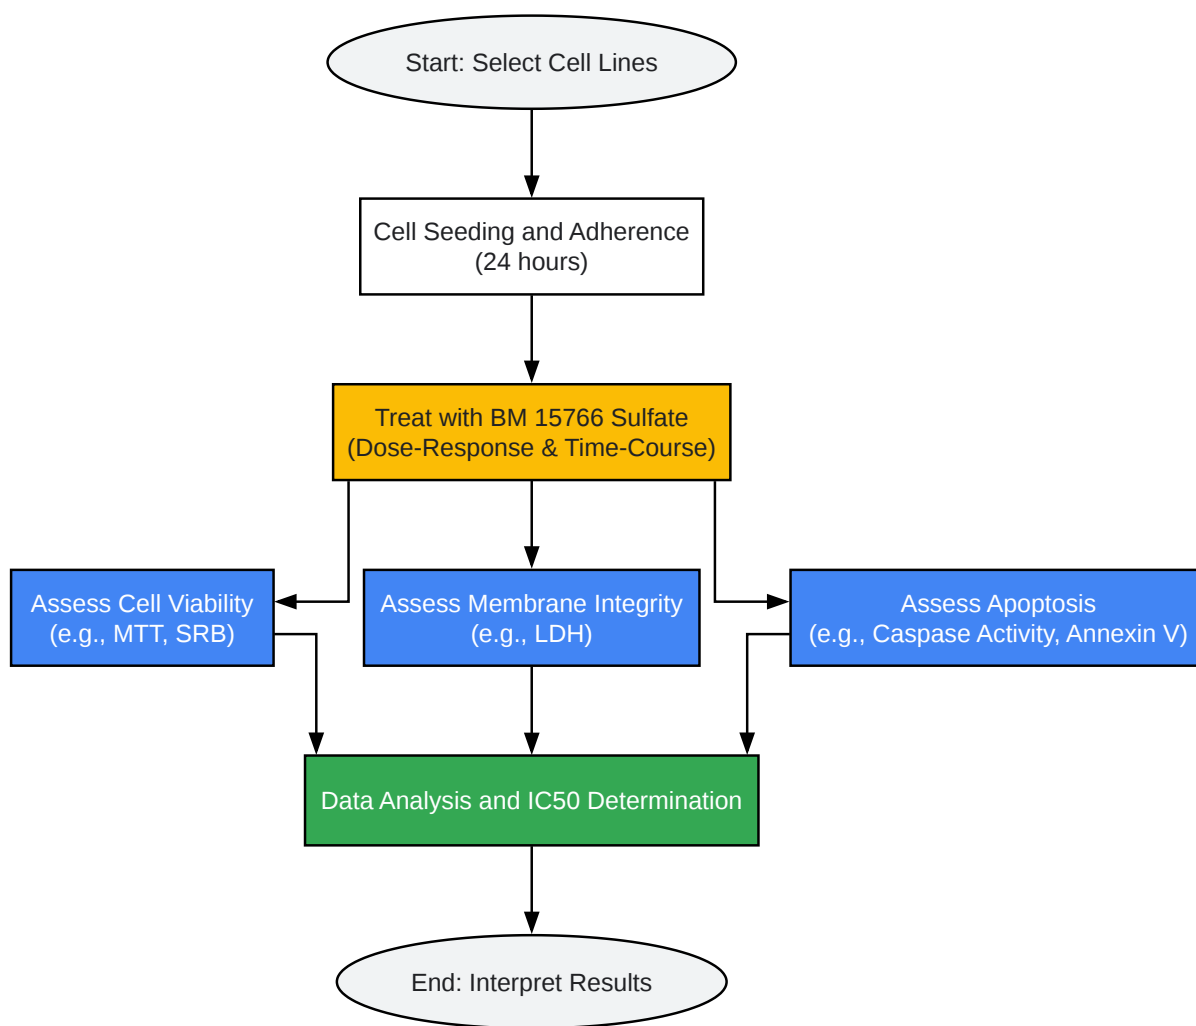 Start: Select Cell Lines
Cell Seeding and Adherence
(24 hours)
Treat with BM 15766 Sulfate
(Dose-Response & Time-Course)
Assess Cell Viability
(e.g., MTT, SRB)
Assess Membrane Integrity
(e.g., LDH)
Assess Apoptosis
(e.g., Caspase Activity, Annexin V)
Data Analysis and IC50 Determination
End: Interpret Results